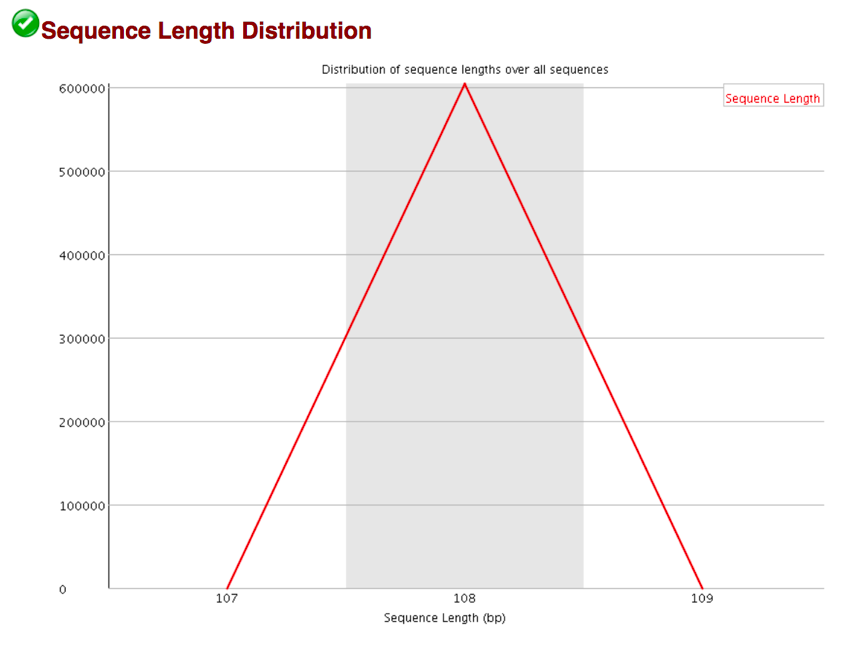 Sequence Length Distribution
Distribution of sequence lengths over all sequences
Sequence Length
600000
500000
400000
300000
200000
100000
0
107 108 109
Sequence Length (bp)